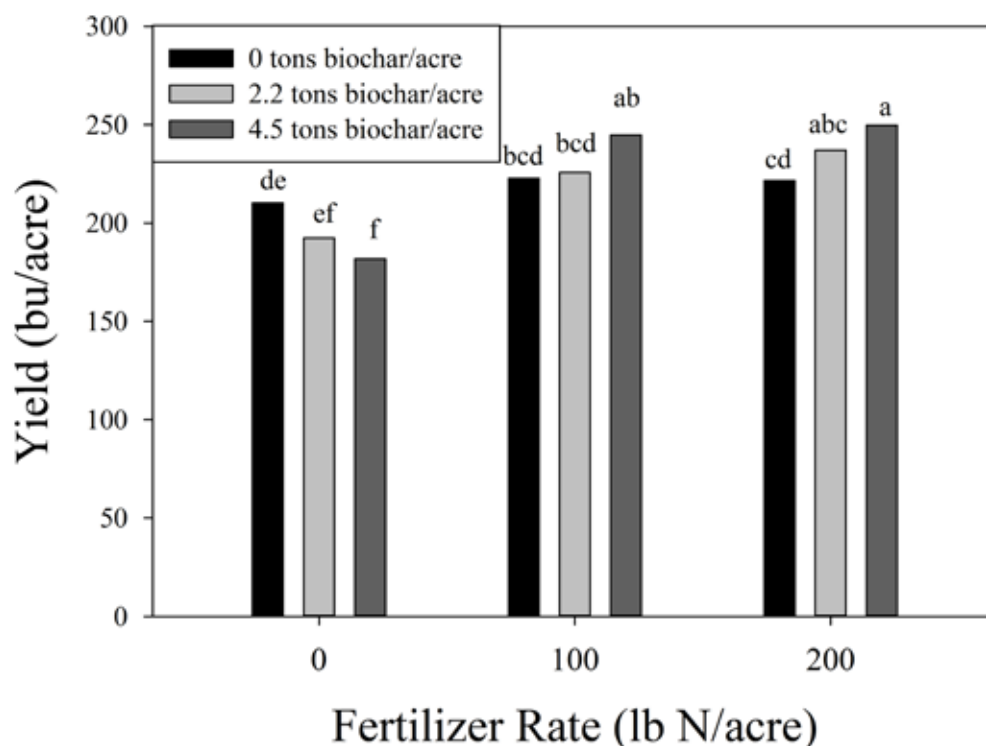 300
0 tons biochar/acre
2.2 tons biochar/acre
4.5 tons biochar/acre
250
200
150
100
50
0
de
ef
f
bcd
bcd
ab
cd
abc
a
Yield (bu/acre)
0 100 200
Fertilizer Rate (lb N/acre)